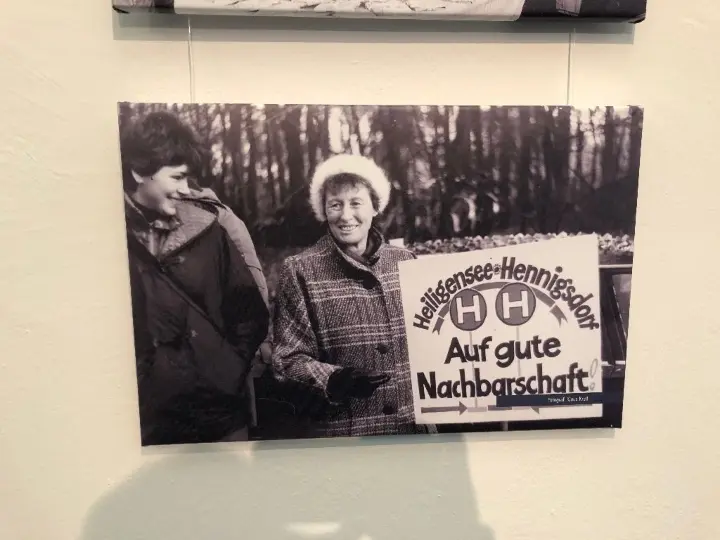 Heiligensee-Hennigsdorf
H H
Auf gute
Nachbarschaft!